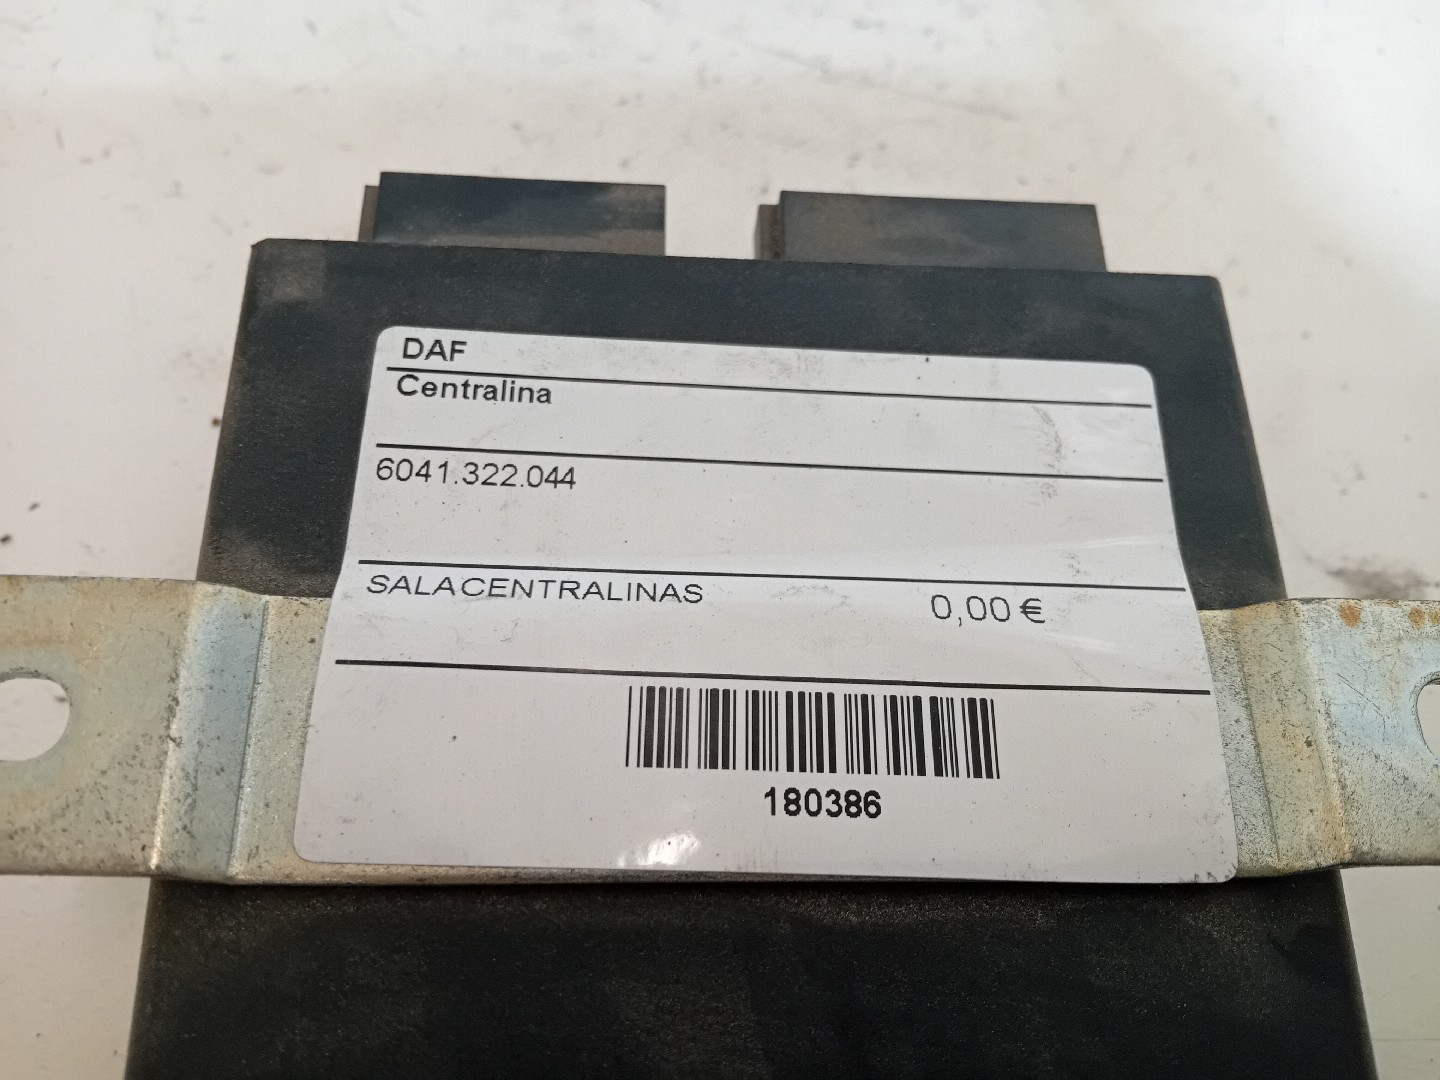 DAF
Centralina
6041.322.044
SALACENTRALINAS 0,00 €
180386